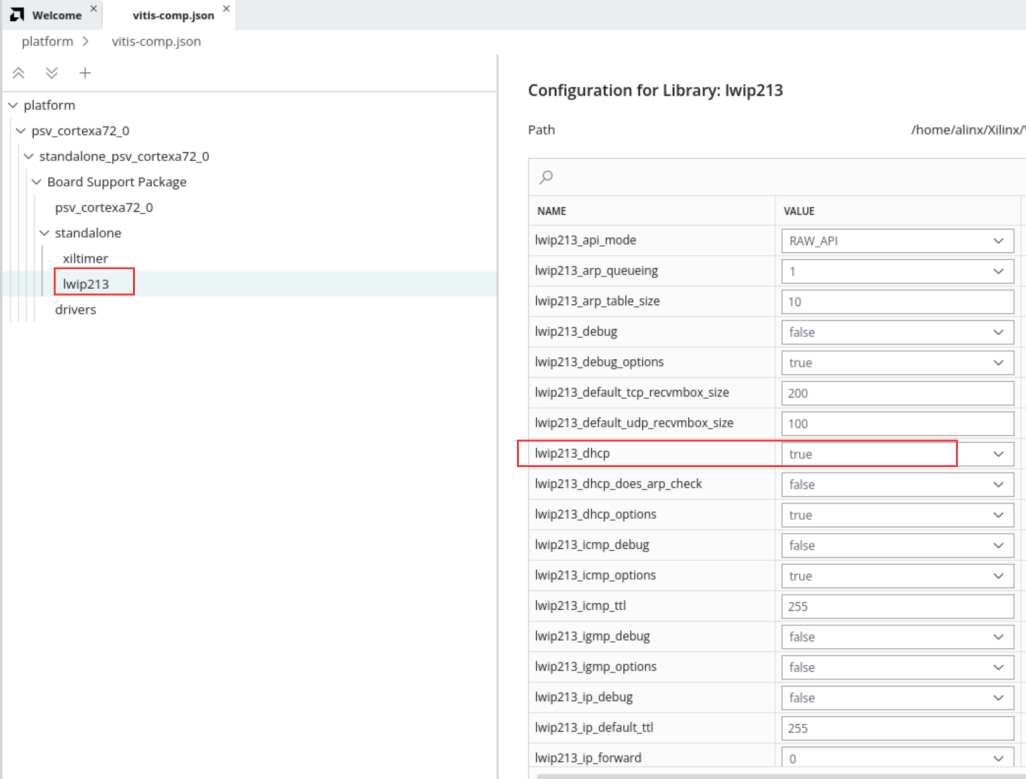 Welcome
vitis-comp.json
platform
vitis-comp.json
platform
psv_cortexa72_0
standalone_psv_cortexa72_0
Board Support Package
psv_cortexa72_0
standalone
xiltimer
lwip213
drivers
Configuration for Library: lwip213
Path /home/alinx/Xilinx/
NAME VALUE
lwip213_api_mode RAW_API
lwip213_arp_queueing 1
lwip213_arp_table_size 10
lwip213_debug false
lwip213_debug_options true
lwip213_default_tcp_recvmbox_size 200
lwip213_default_udp_recvmbox_size 100
lwip213_dhcp true
lwip213_dhcp_does_arp_check false
lwip213_dhcp_options true
lwip213_icmp_debug false
lwip213_icmp_options true
lwip213_icmp_ttl 255
lwip213_igmp_debug false
lwip213_igmp_options false
lwip213_ip_debug false
lwip213_ip_default_ttl 255
lwip213_ip_forward 0